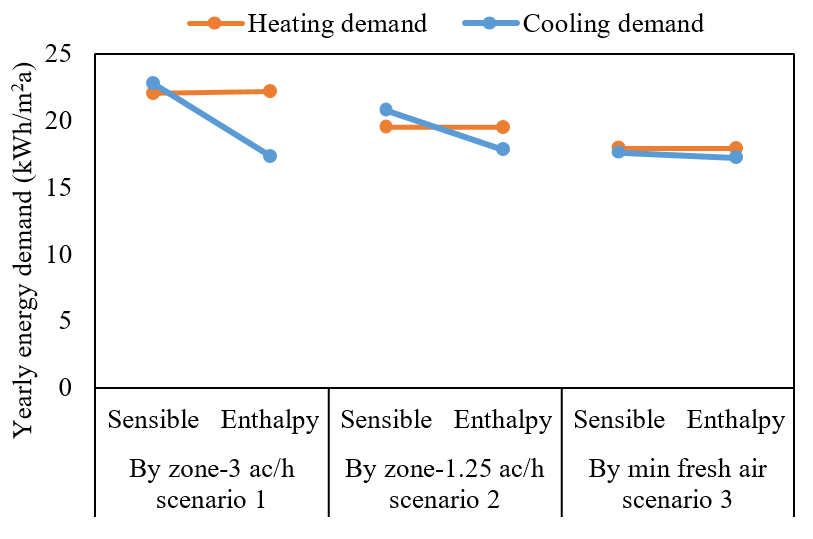 Heating demand Cooling demand
Yearly energy demand (kWh/m²a)
25
20
15
10
5
0
Sensible Enthalpy Sensible Enthalpy Sensible Enthalpy
By zone-3 ac/h By zone-1.25 ac/h By min fresh air
scenario 1 scenario 2 scenario 3